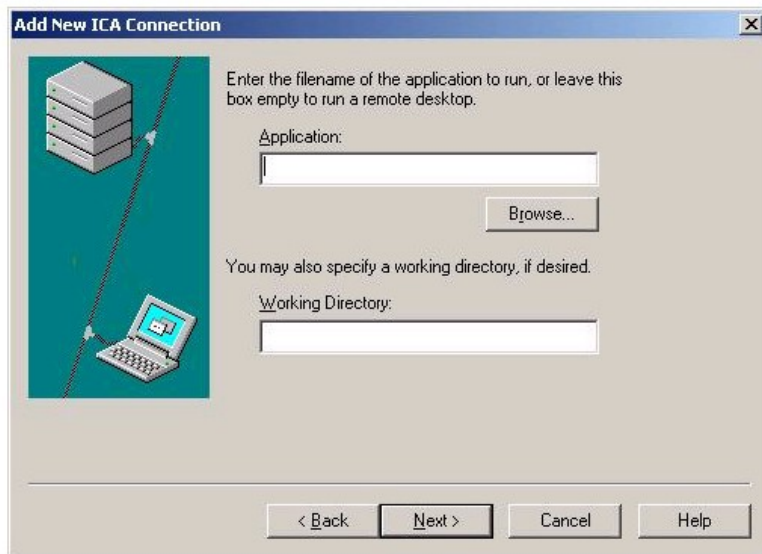 Add New ICA Connection
Enter the filename of the application to run, or leave this
box empty to run a remote desktop.
Application:
Browse...
You may also specify a working directory, if desired.
Working Directory:
< Back
Next >
Cancel
Help